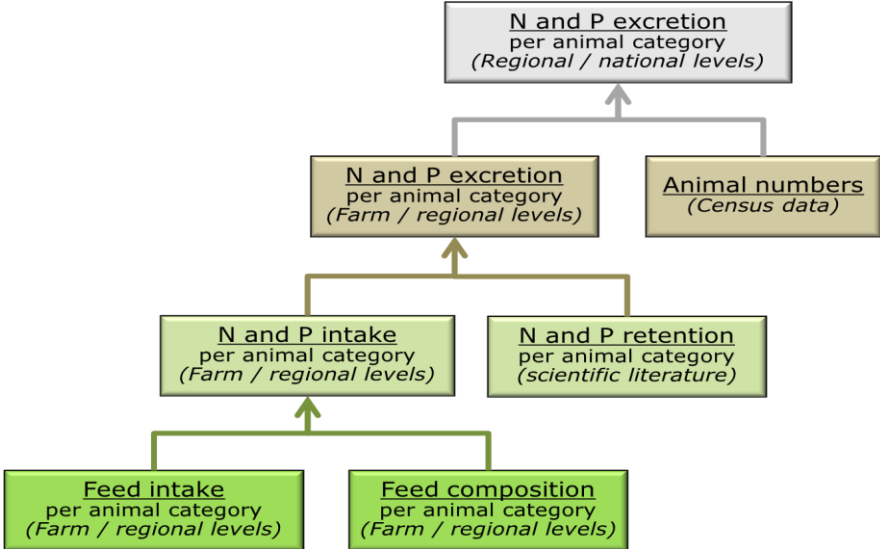 N and P excretion
per animal category
(Regional / national levels)
N and P excretion
per animal category
(Farm / regional levels)
Animal numbers
(Census data)
N and P intake
per animal category
(Farm / regional levels)
N and P retention
per animal category
(scientific literature)
Feed intake
per animal category
(Farm / regional levels)
Feed composition
per animal category
(Farm / regional levels)